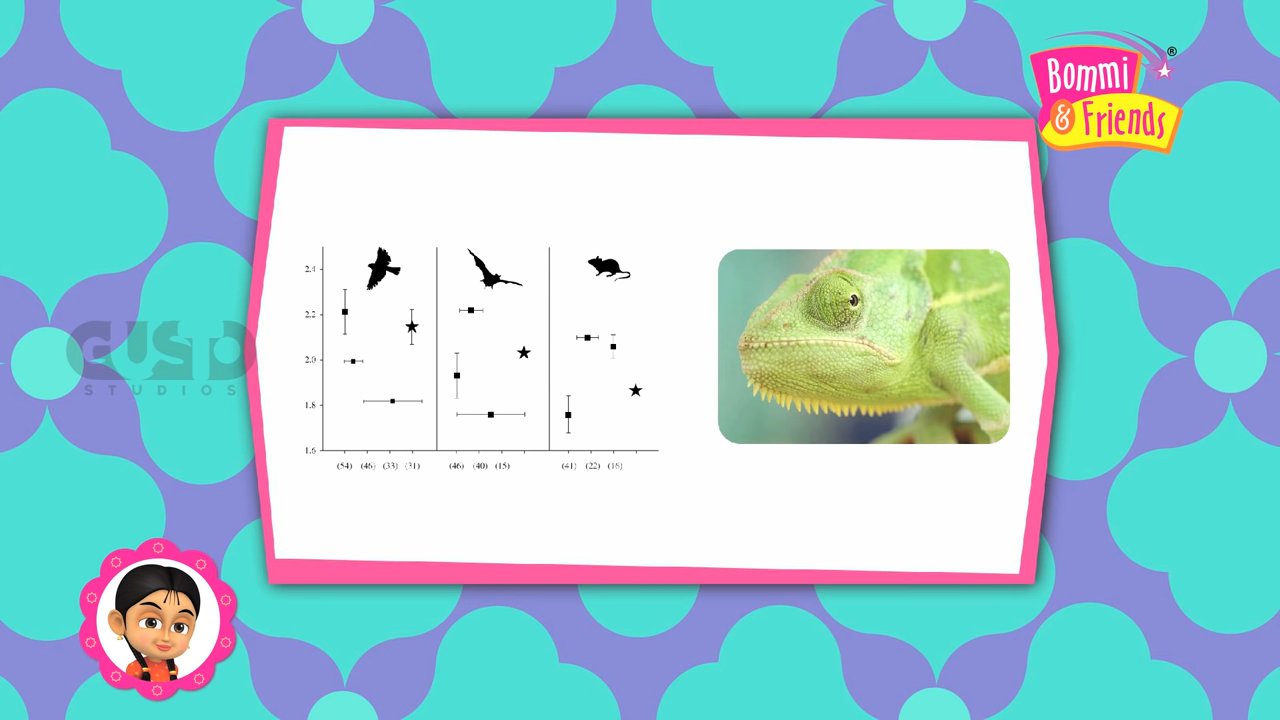 Bommi ®
& Friends
GUSTO
STUDIOS
2.4
2.2
2.0
1.8
1.6
(54) (46) (33) (31) (46) (40) (15) (41) (22) (16)